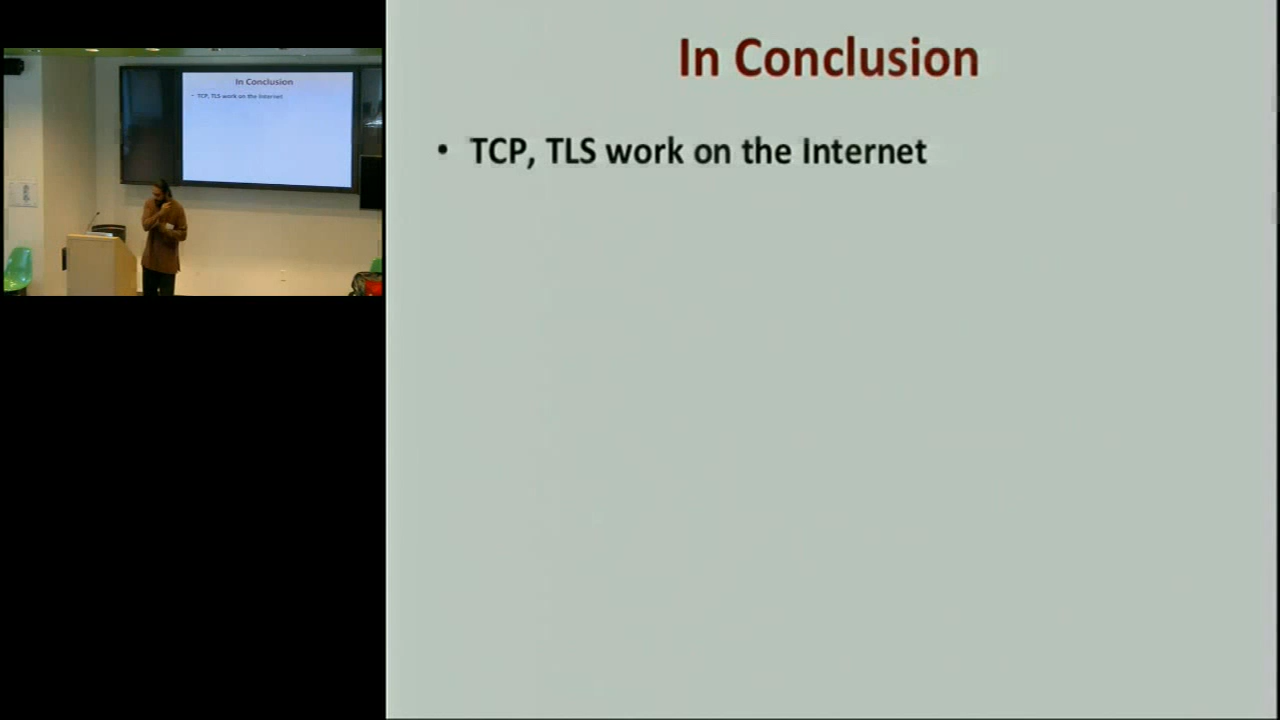 In Conclusion
• TCP, TLS work on the Internet
In Conclusion
• TCP, TLS work on the Internet